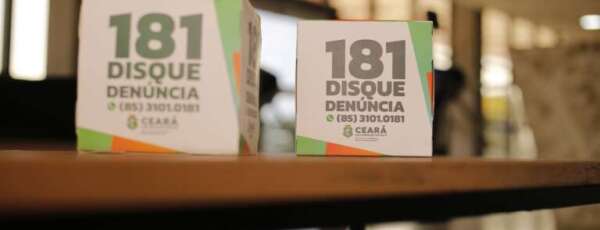 181
DISQUE
DENÚNCIA
(85) 3101.0181
CEARÁ
181
DISQUE
DENÚNCIA
(85) 3101.0181
CEARÁ